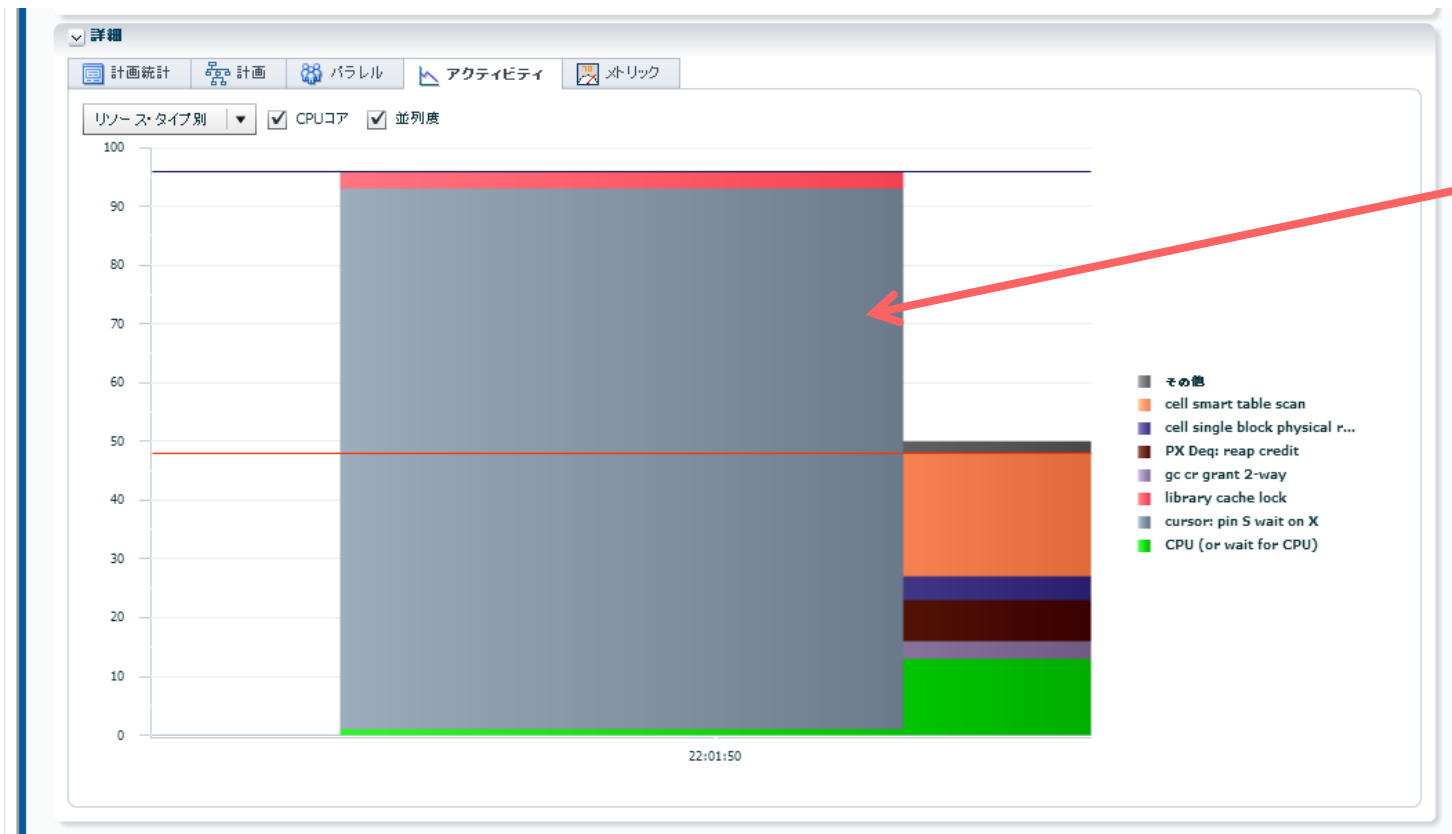 詳細
計画統計 計画 パラレル アクティビティ メトリック
リソース・タイプ別 CPUコア 並列度
100
90
80
70
60
50
40
30
20
10
0
22:01:50
その他
cell smart table scan
cell single block physical r...
PX Deq: reap credit
gc cr grant 2-way
library cache lock
cursor: pin S wait on X
CPU (or wait for CPU)